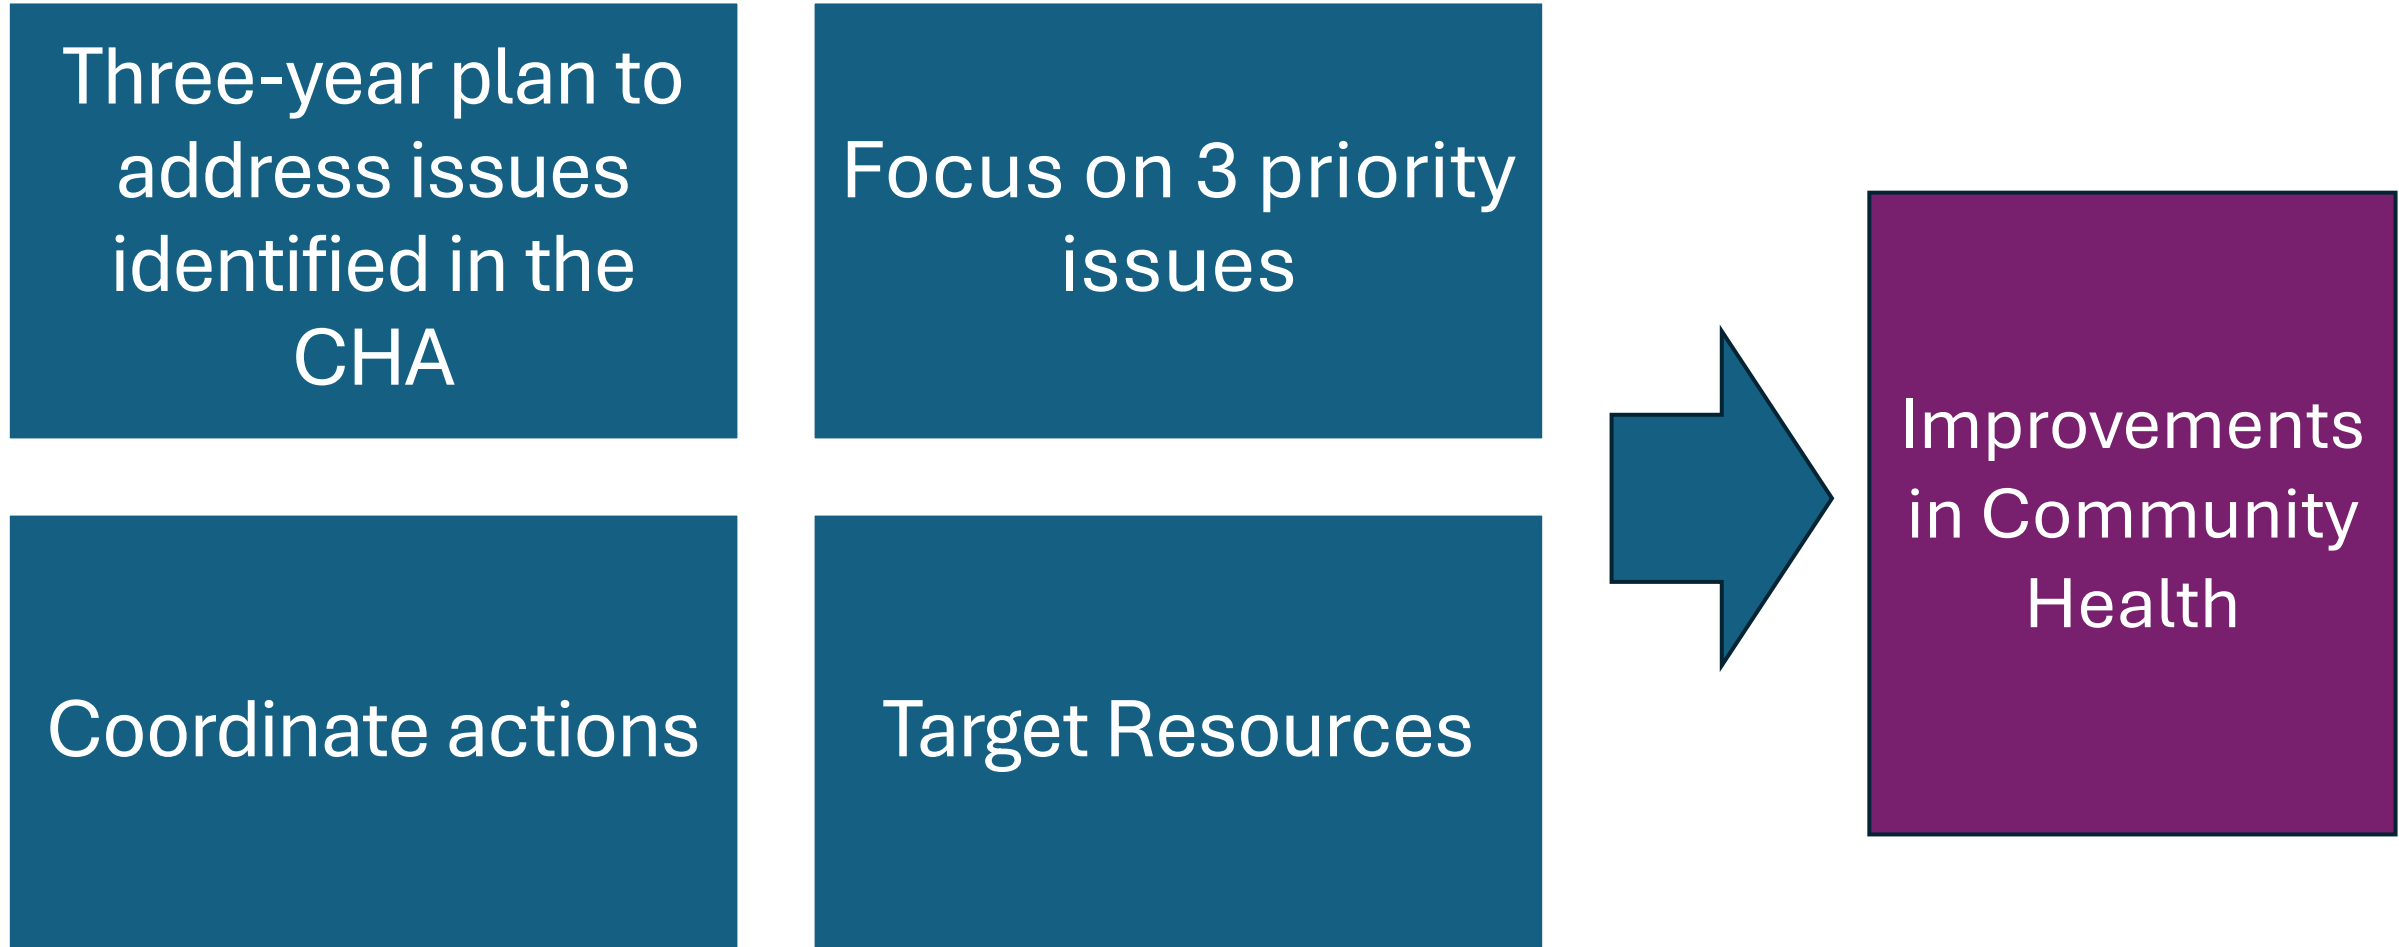 Three-year plan to
address issues
identified in the
CHA
Focus on 3 priority
issues
Coordinate actions
Target Resources
Improvements
in Community
Health